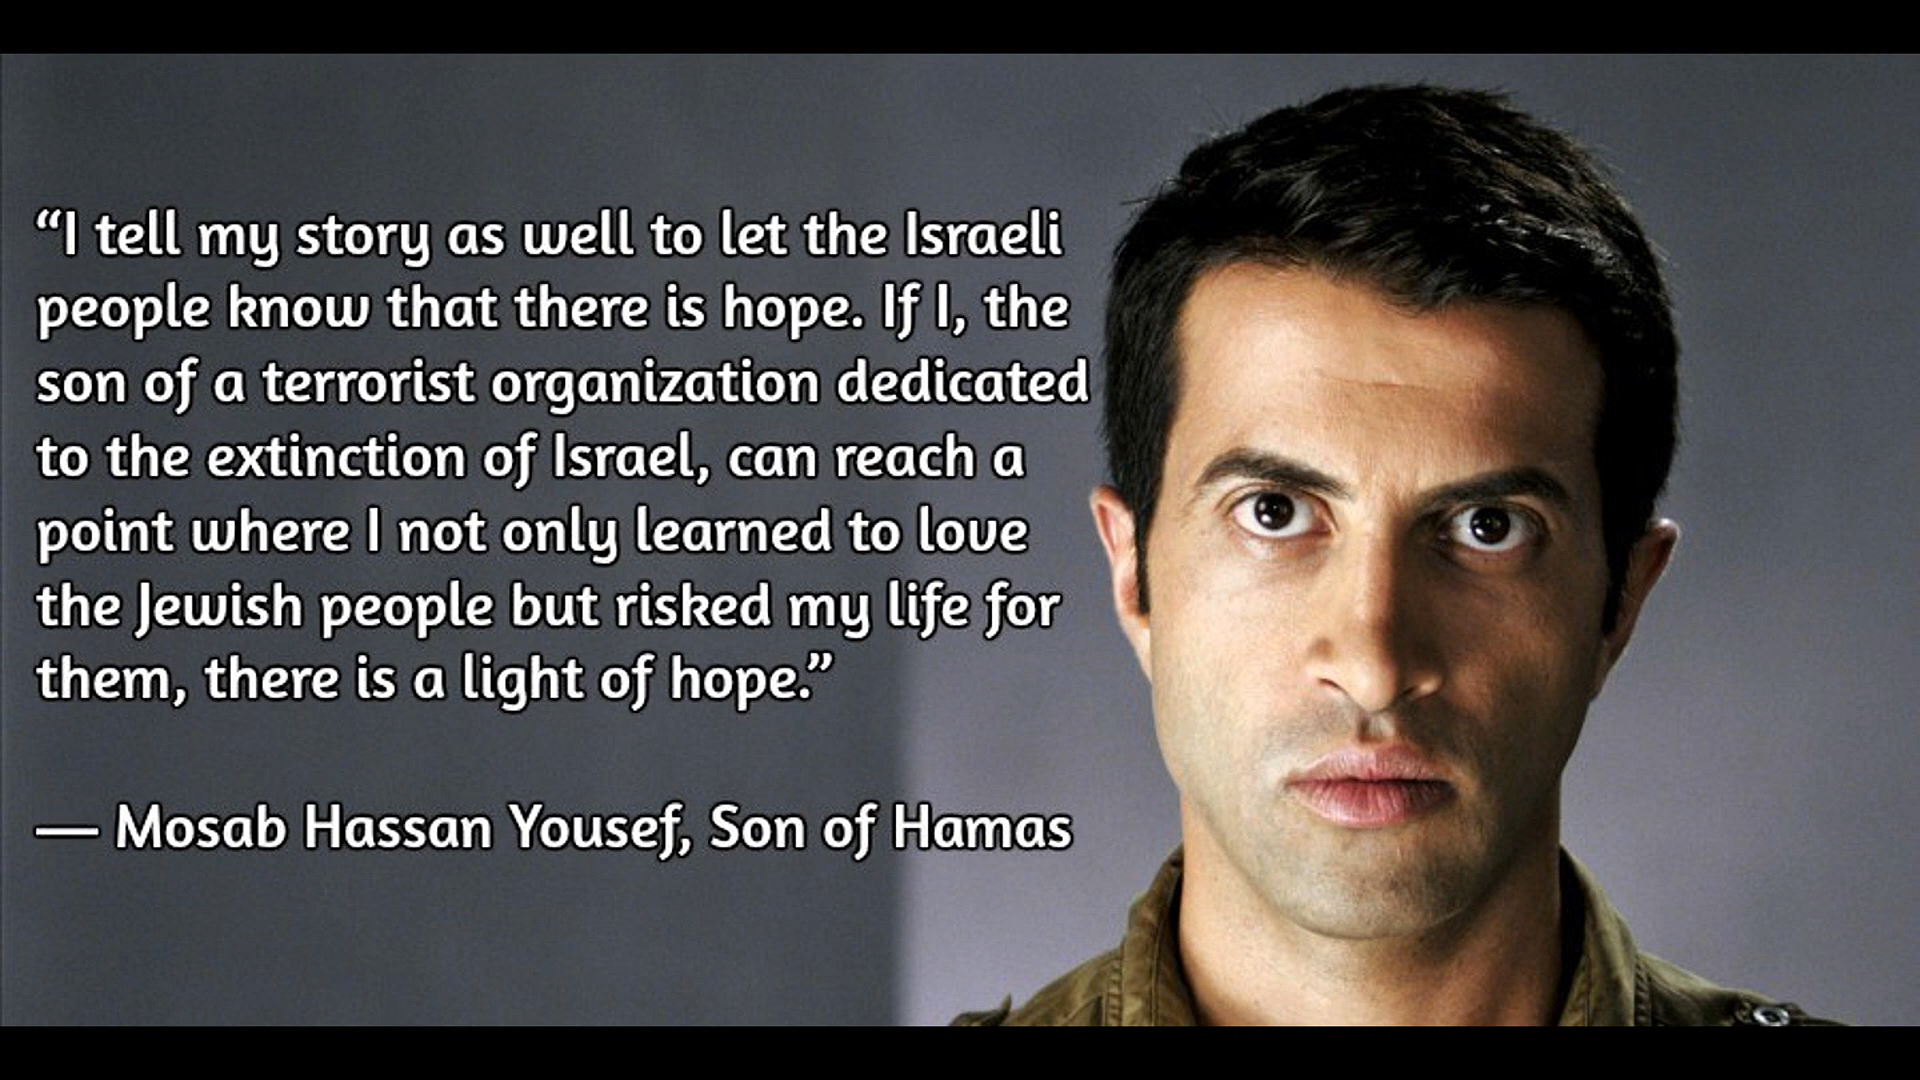 “I tell my story as well to let the Israeli
people know that there is hope. If I, the
son of a terrorist organization dedicated
to the extinction of Israel, can reach a
point where I not only learned to love
the Jewish people but risked my life for
them, there is a light of hope.”
— Mosab Hassan Yousef, Son of Hamas